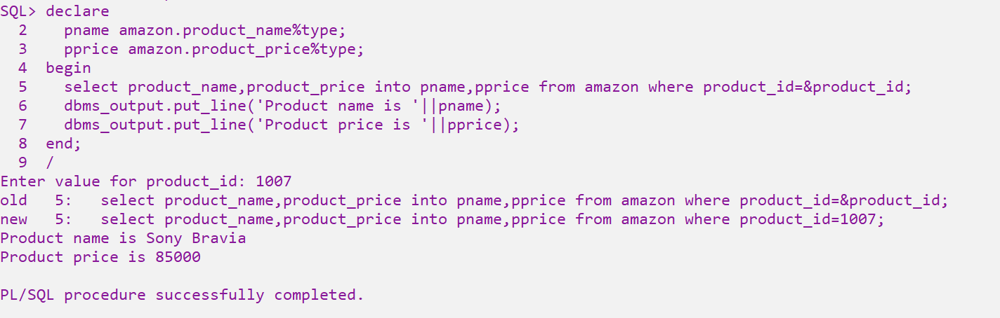 SQL> declare
  2    pname amazon.product_name%type;
  3    pprice amazon.product_price%type;
  4  begin
  5    select product_name,product_price into pname,pprice from amazon where product_id=&product_id;
  6    dbms_output.put_line('Product name is '||pname);
  7    dbms_output.put_line('Product price is '||pprice);
  8  end;
  9  /
Enter value for product_id: 1007
old   5:   select product_name,product_price into pname,pprice from amazon where product_id=&product_id;
new   5:   select product_name,product_price into pname,pprice from amazon where product_id=1007;
Product name is Sony Bravia
Product price is 85000

PL/SQL procedure successfully completed.